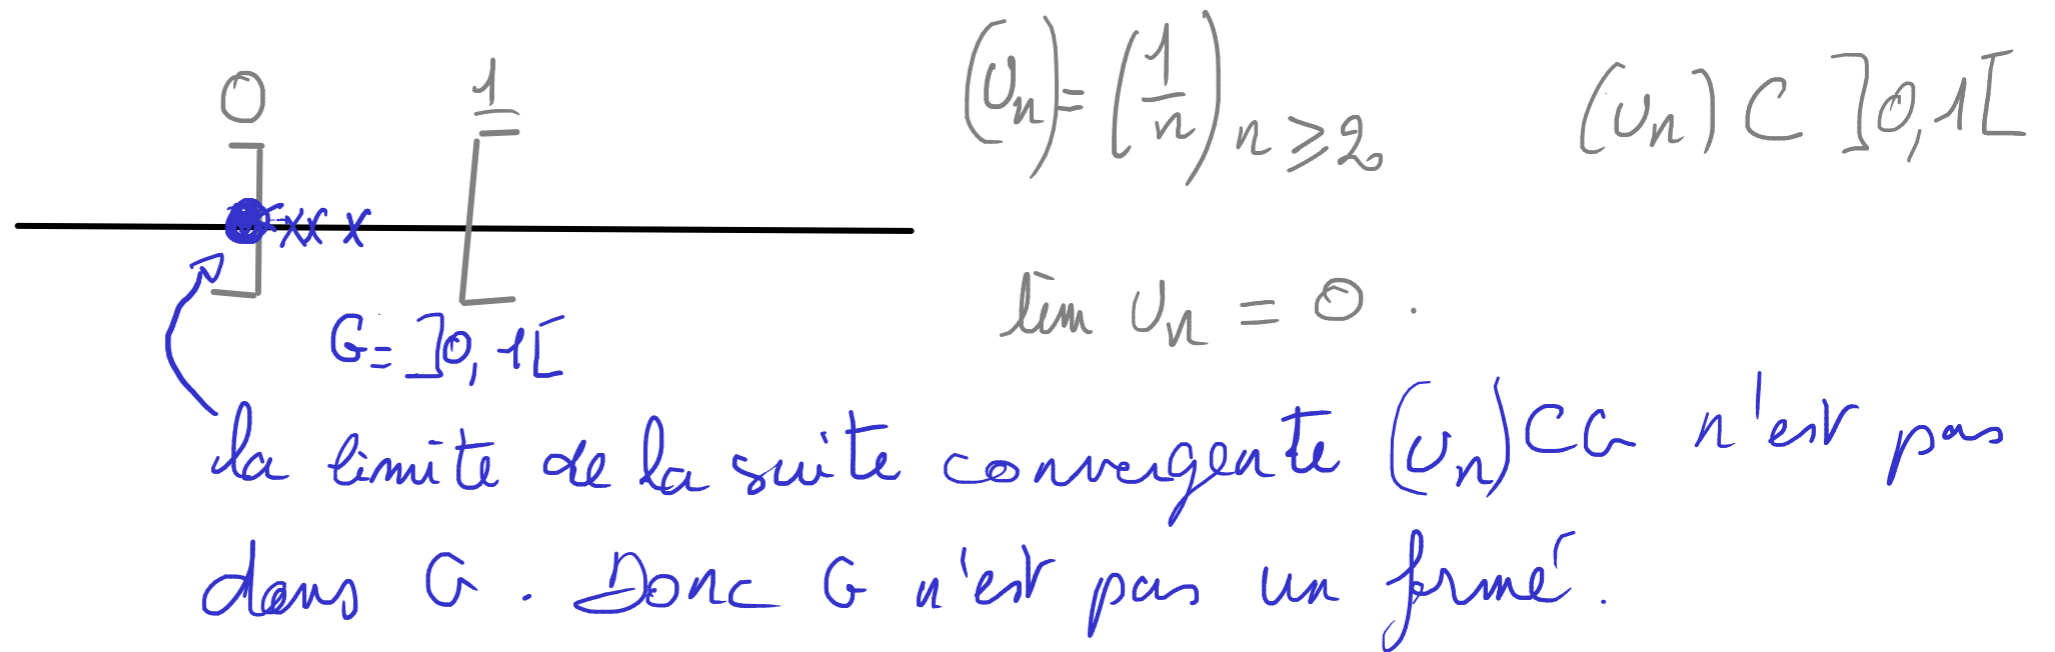 0 1
(Un) = (1/n) n ≥ 2 (Un) ⊂ ]0,1[
G = ]0,1[
lim Un = 0.
la limite de la suite convergente (Un) ⊂ G n'est pas
dans G. Donc G n'est pas un fermé.